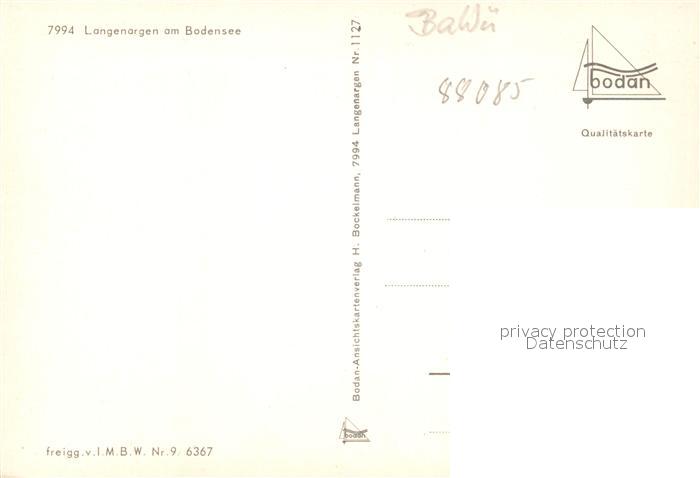 7994 Langenargen am Bodensee
BaWü
88085
bodan
Qualitätskarte
Bodan-Ansichtskartenverlag H. Bockelmann, 7994 Langenargen Nr. 1127
privacy protection
Datenschutz
bodan
freigg.v.I.M.B.W. Nr.9. 6367